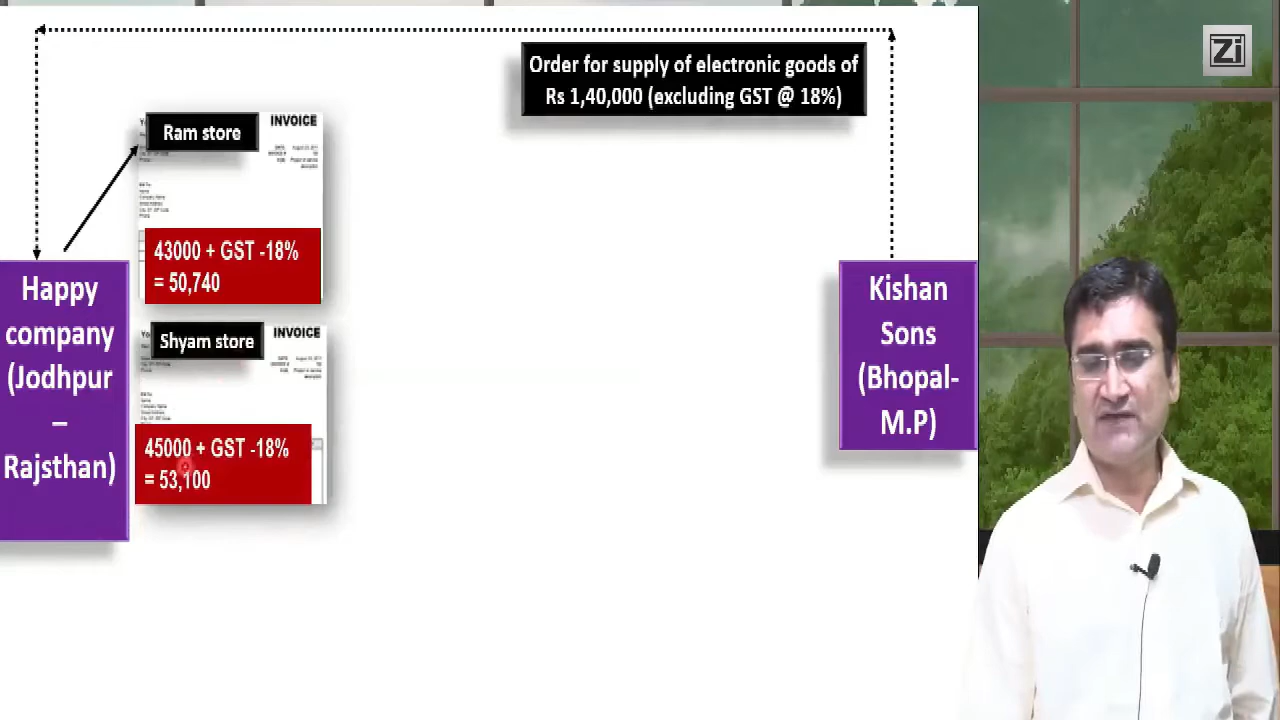 Order for supply of electronic goods of
Rs 1,40,000 (excluding GST @ 18%)
Zi
Ram store
INVOICE
43000 + GST -18%
= 50,740
Happy
company
(Jodhpur
–
Rajsthan)
Shyam store
INVOICE
45000 + GST -18%
= 53,100
Kishan
Sons
(Bhopal-
M.P)